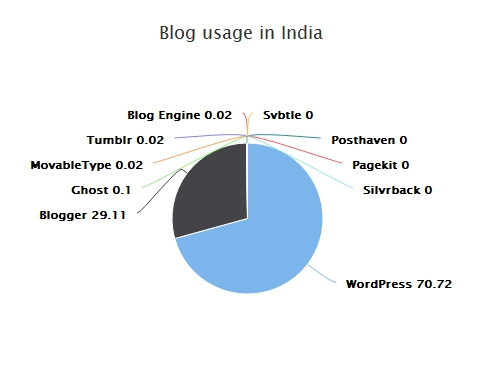 Blog usage in India
Blog Engine 0.02
Svbtle 0
Tumblr 0.02
Posthaven 0
MovableType 0.02
Pagekit 0
Ghost 0.1
Silvrback 0
Blogger 29.11
WordPress 70.72